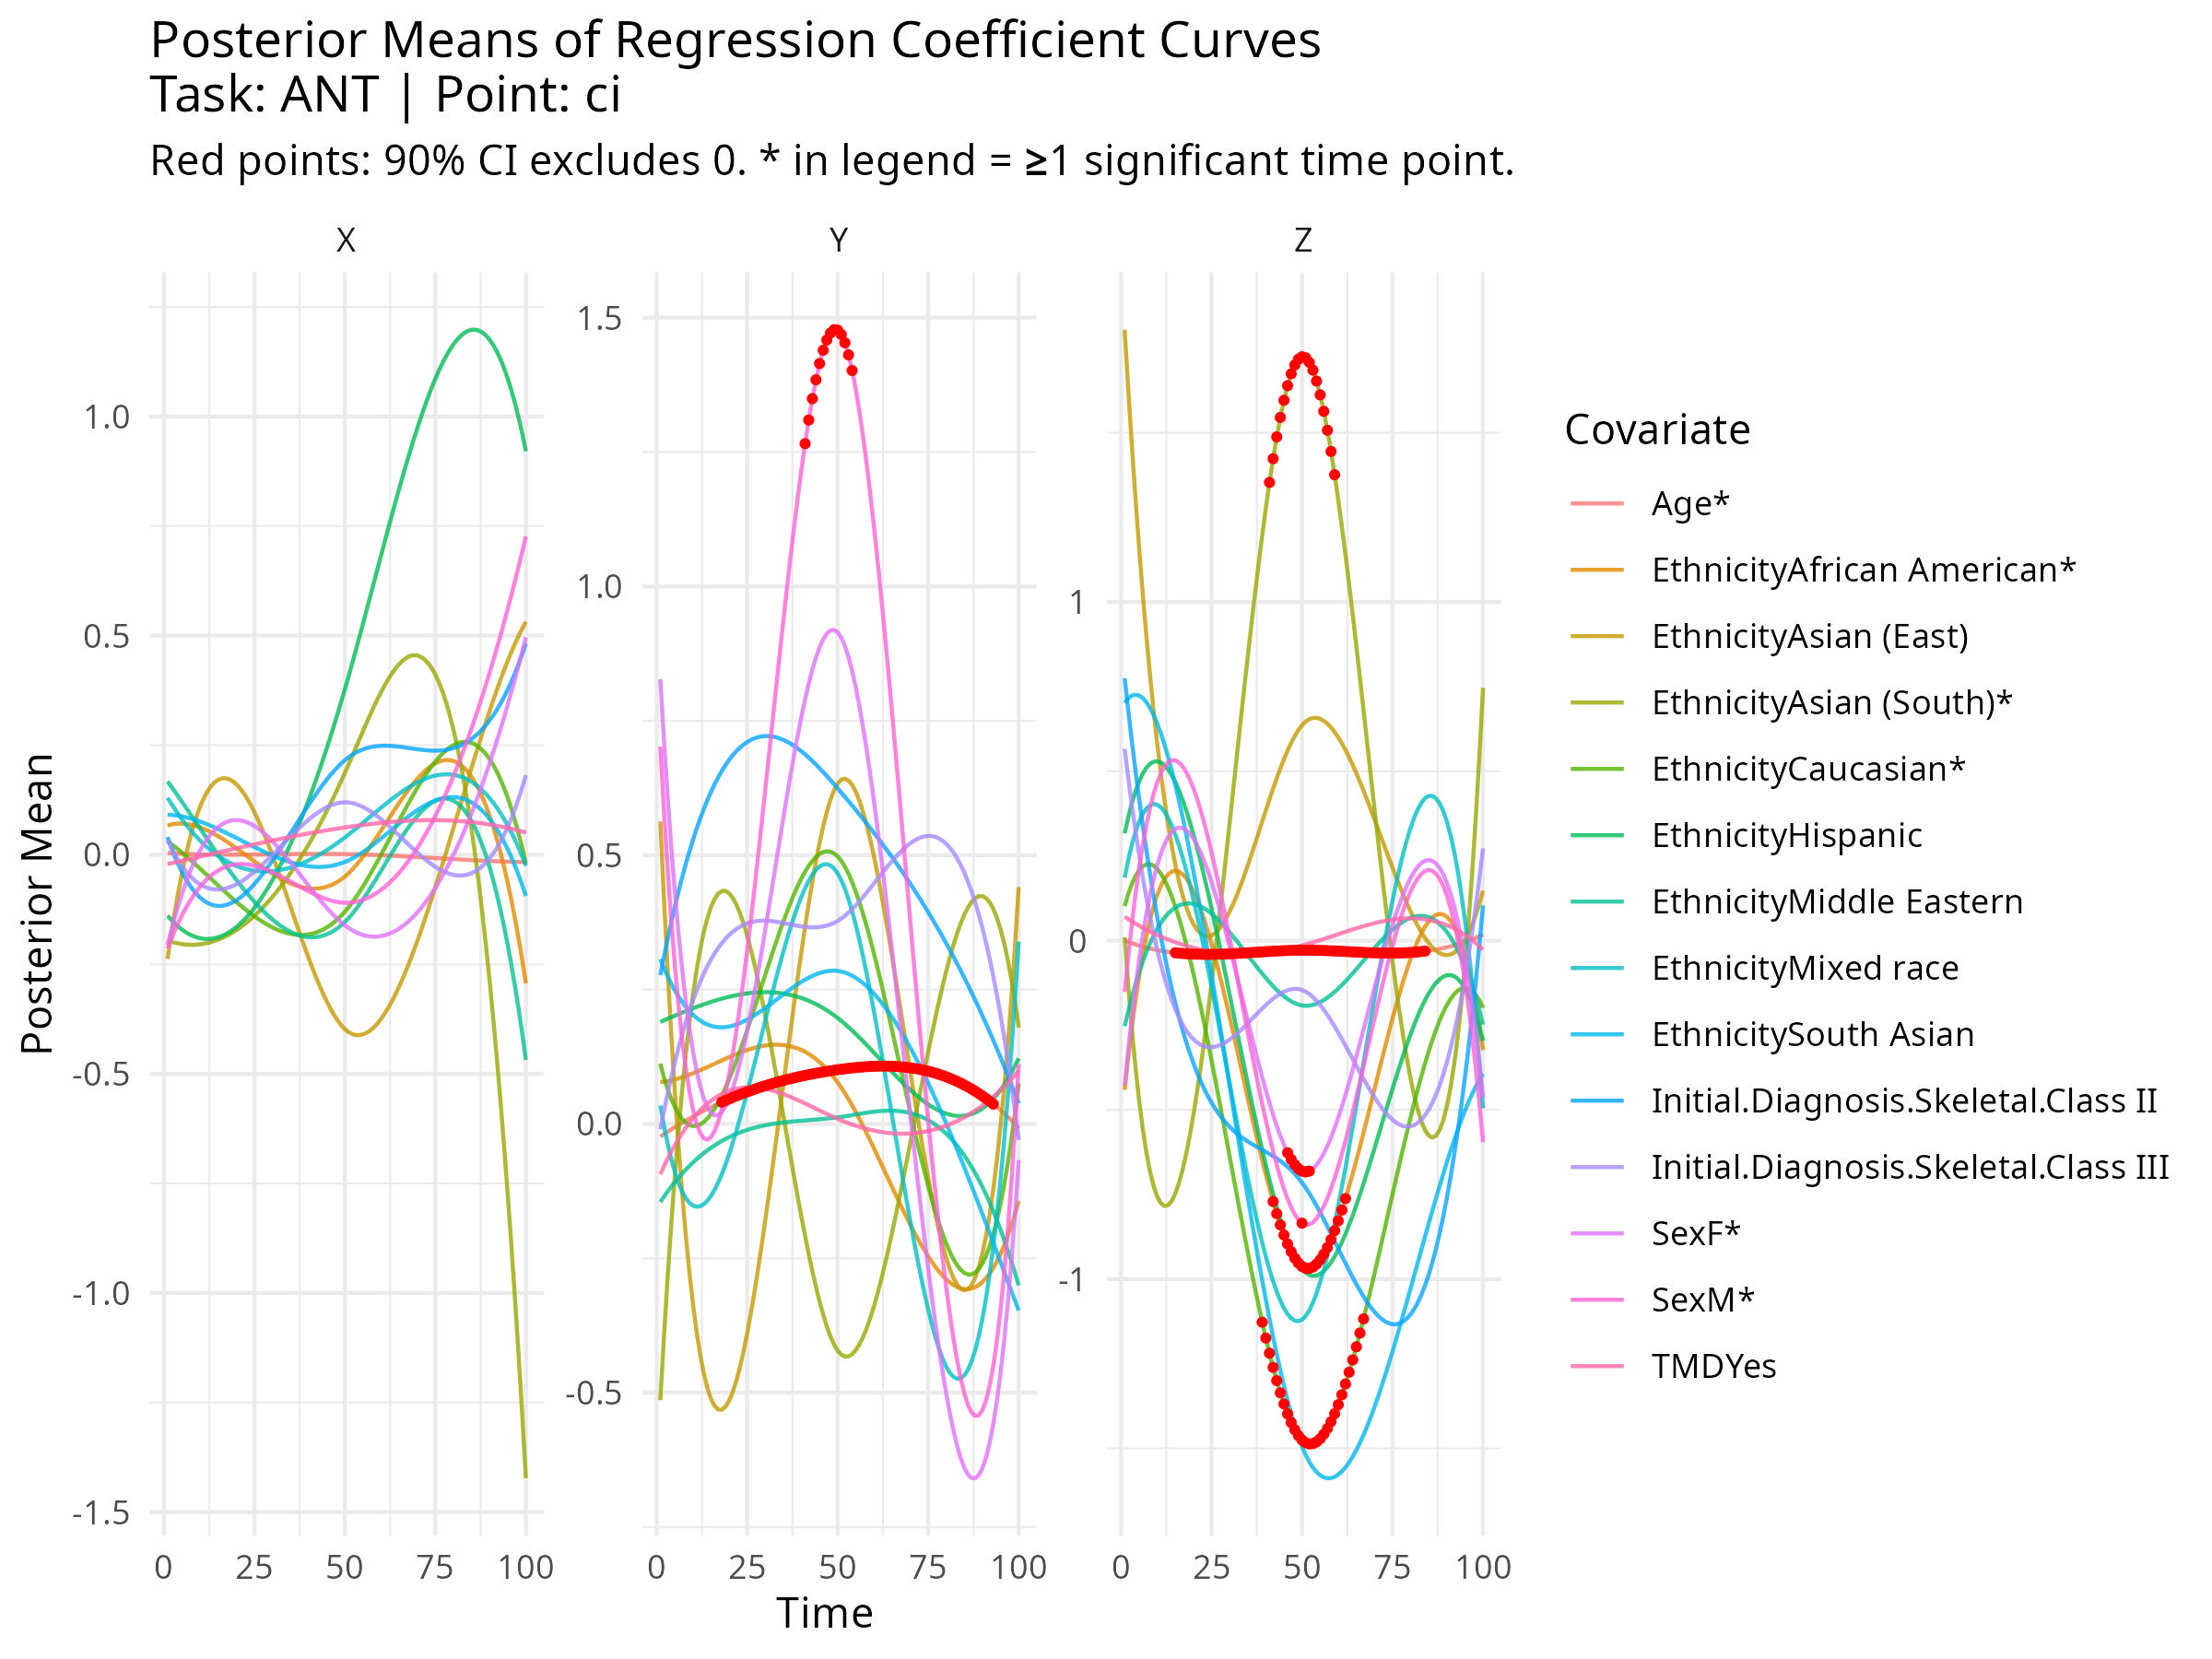 Posterior Means of Regression Coefficient Curves
Task: ANT | Point: ci
Red points: 90% CI excludes 0. * in legend = ≥1 significant time point.
X
Y
Z
Posterior Mean
1.0
0.5
0.0
-0.5
-1.0
-1.5
1.5
1.0
0.5
0.0
-0.5
1
0
-1
0 25 50 75 100
0 25 50 75 100
0 25 50 75 100
Time
Covariate
Age*
EthnicityAfrican American*
EthnicityAsian (East)
EthnicityAsian (South)*
EthnicityCaucasian*
EthnicityHispanic
EthnicityMiddle Eastern
EthnicityMixed race
EthnicitySouth Asian
Initial.Diagnosis.Skeletal.Class II
Initial.Diagnosis.Skeletal.Class III
SexF*
SexM*
TMDYes